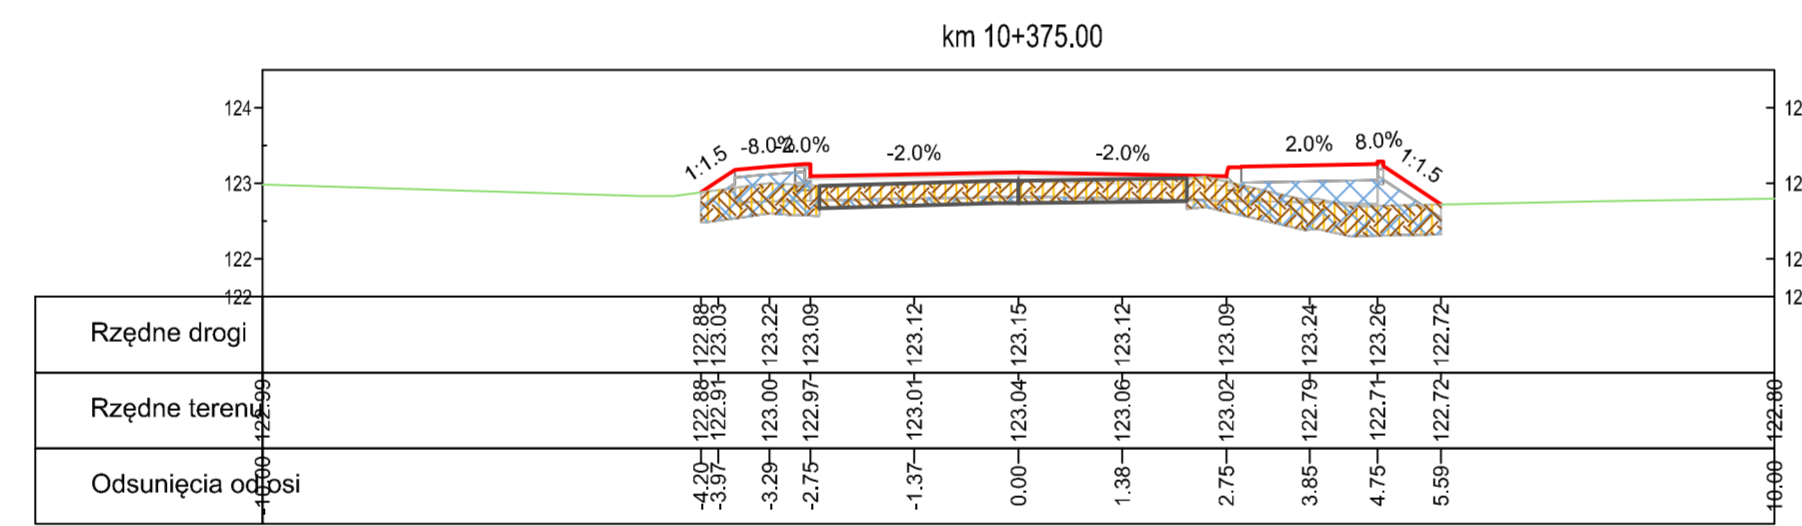 km 10+375.00
124 12
1:1.5 -8.0% -2.0% -2.0% -2.0% 2.0% 8.0% 1:1.5
123 12
122 12
122 12
Rzędne drogi 122.88 123.03 123.22 123.09 123.12 123.15 123.12 123.09 123.24 123.26 122.72
Rzędne terenu 122.99 122.88 122.91 123.00 122.97 123.01 123.04 123.06 123.02 122.79 122.71 122.72 122.80
Odsunięcia od osi -10.00 -4.20 -3.97 -3.29 -2.75 -1.37 0.00 1.38 2.75 3.85 4.75 5.59 10.00